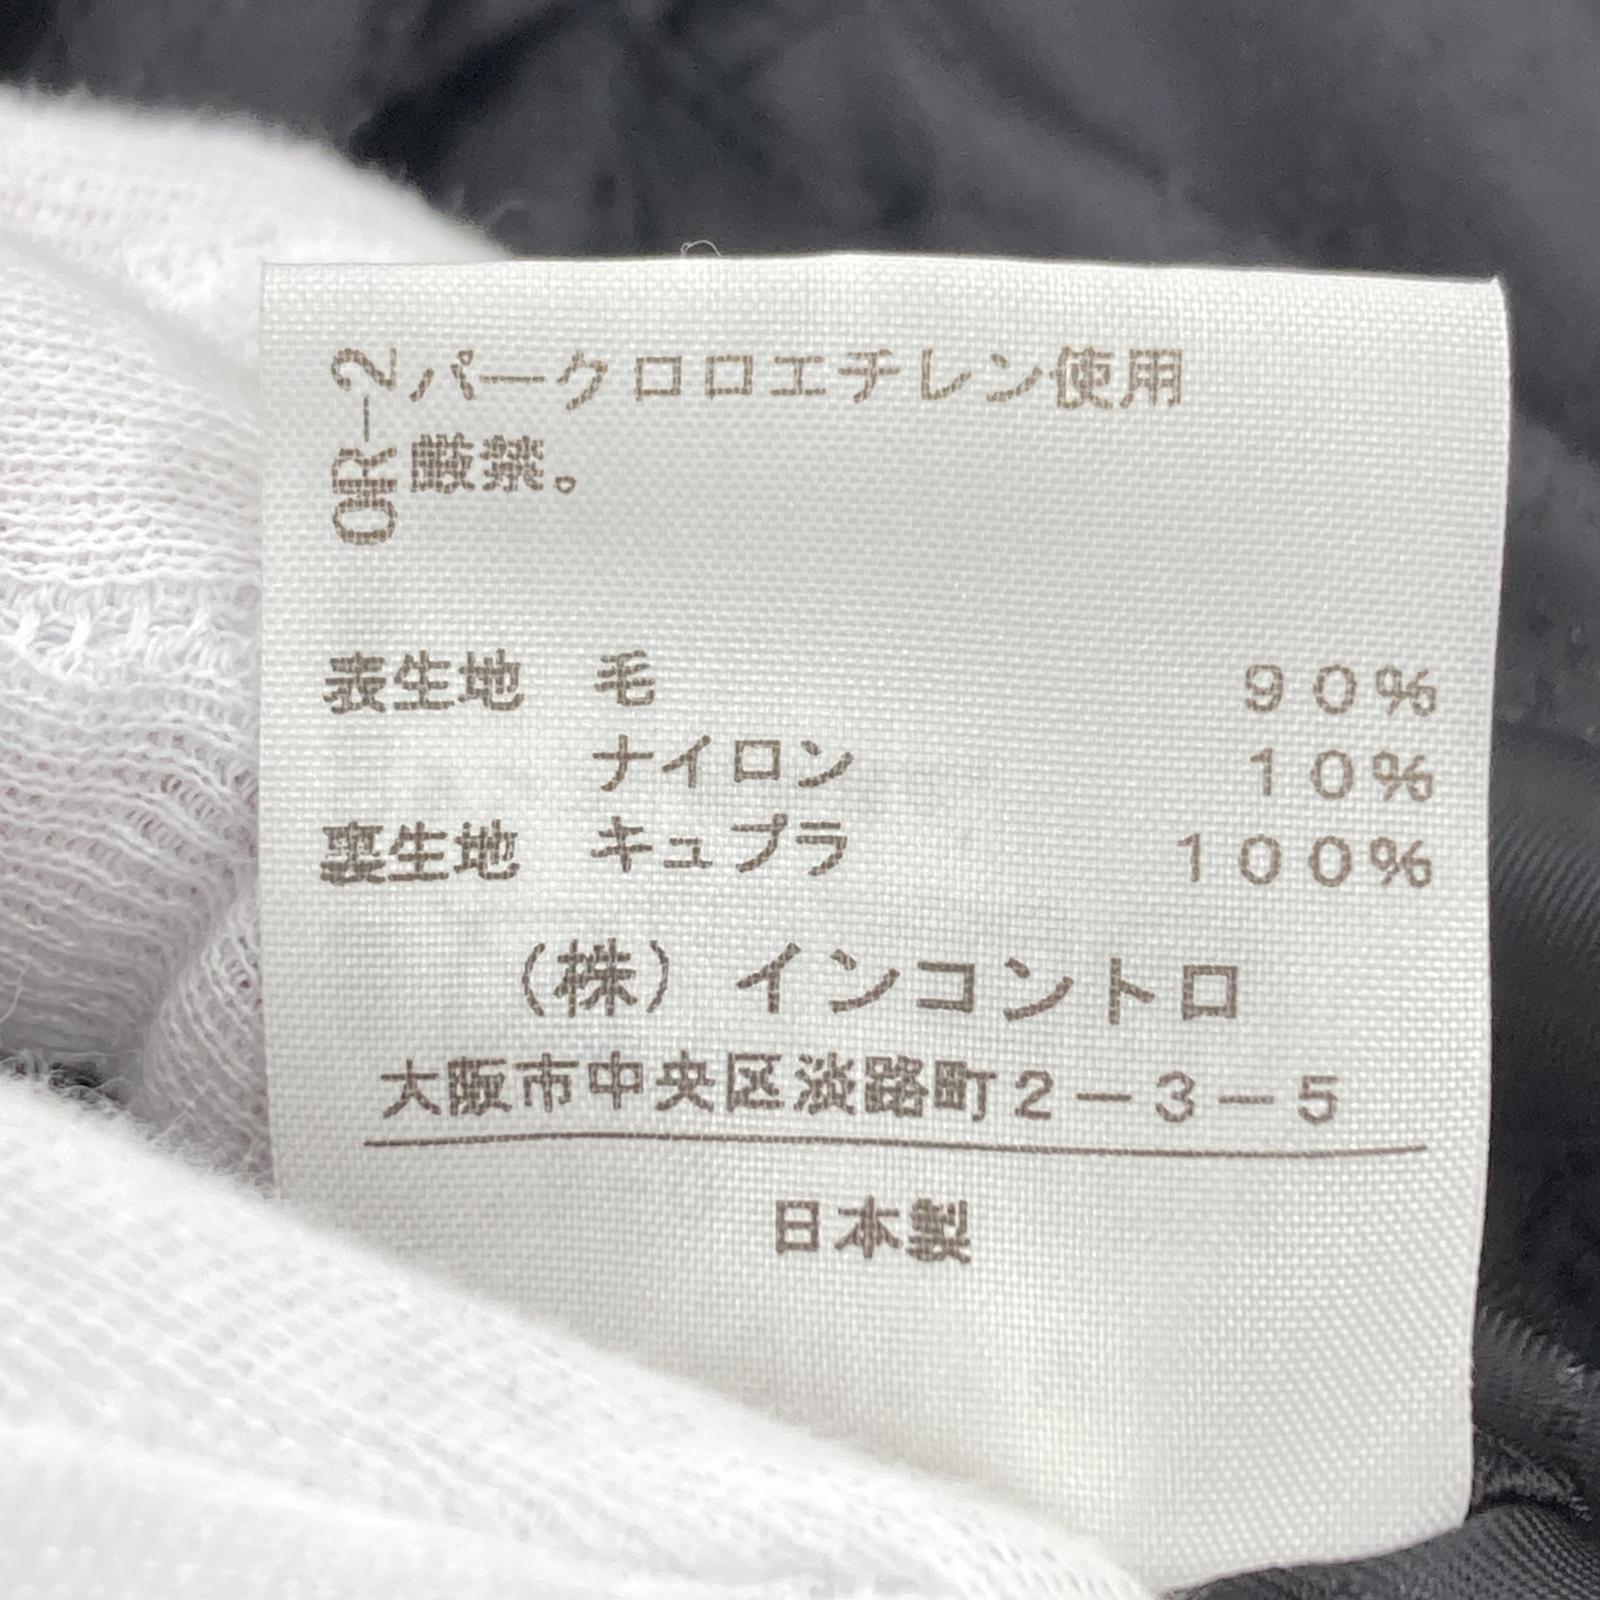 OR-2
パークロロエチレン使用
厳禁。
表生地 毛 90%
ナイロン 10%
裏生地 キュプラ 100%
(株)インコントロ
大阪市中央区淡路町2-3-5
日本製